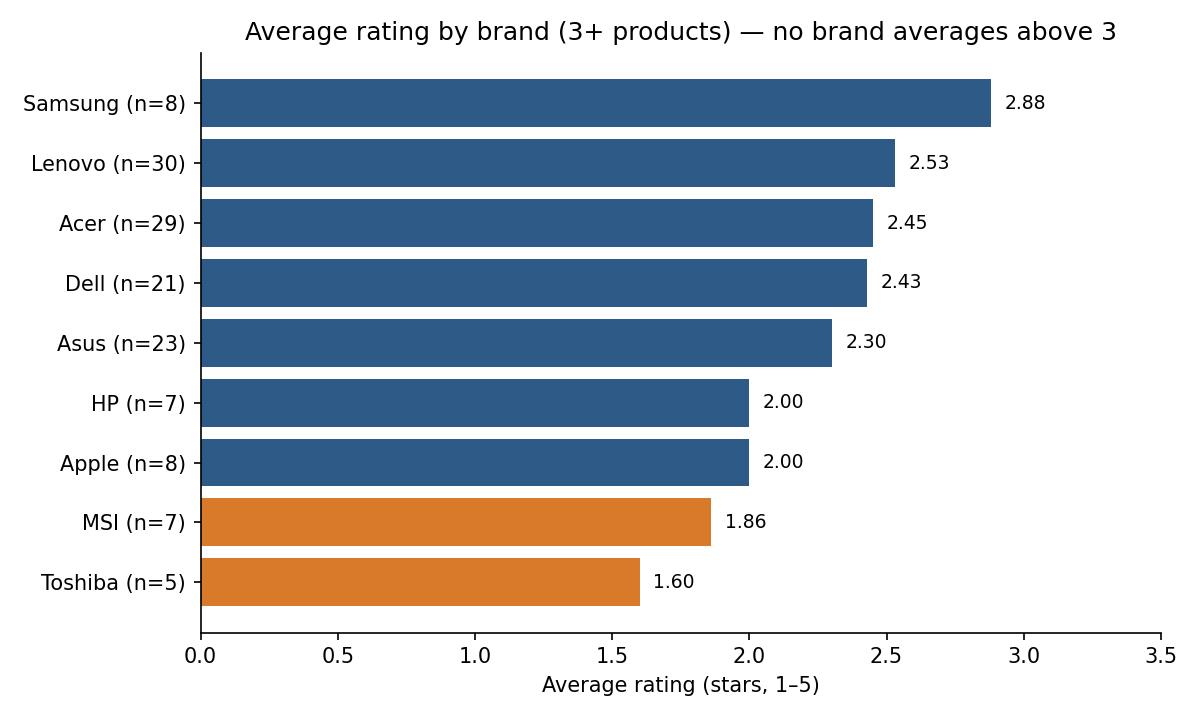 Average rating by brand (3+ products) — no brand averages above 3
Samsung (n=8) 2.88
Lenovo (n=30) 2.53
Acer (n=29) 2.45
Dell (n=21) 2.43
Asus (n=23) 2.30
HP (n=7) 2.00
Apple (n=8) 2.00
MSI (n=7) 1.86
Toshiba (n=5) 1.60
0.0 0.5 1.0 1.5 2.0 2.5 3.0 3.5
Average rating (stars, 1–5)